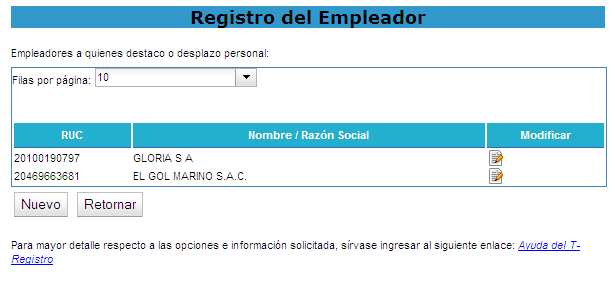 Registro del Empleador
Empleadores a quienes destaco o desplazo personal:
Filas por página: 10
RUC Nombre / Razón Social Modificar
20100190797 GLORIA S A
20469663681 EL GOL MARINO S.A.C.
Nuevo Retornar
Para mayor detalle respecto a las opciones e información solicitada, sírvase ingresar al siguiente enlace: Ayuda del T-
Registro